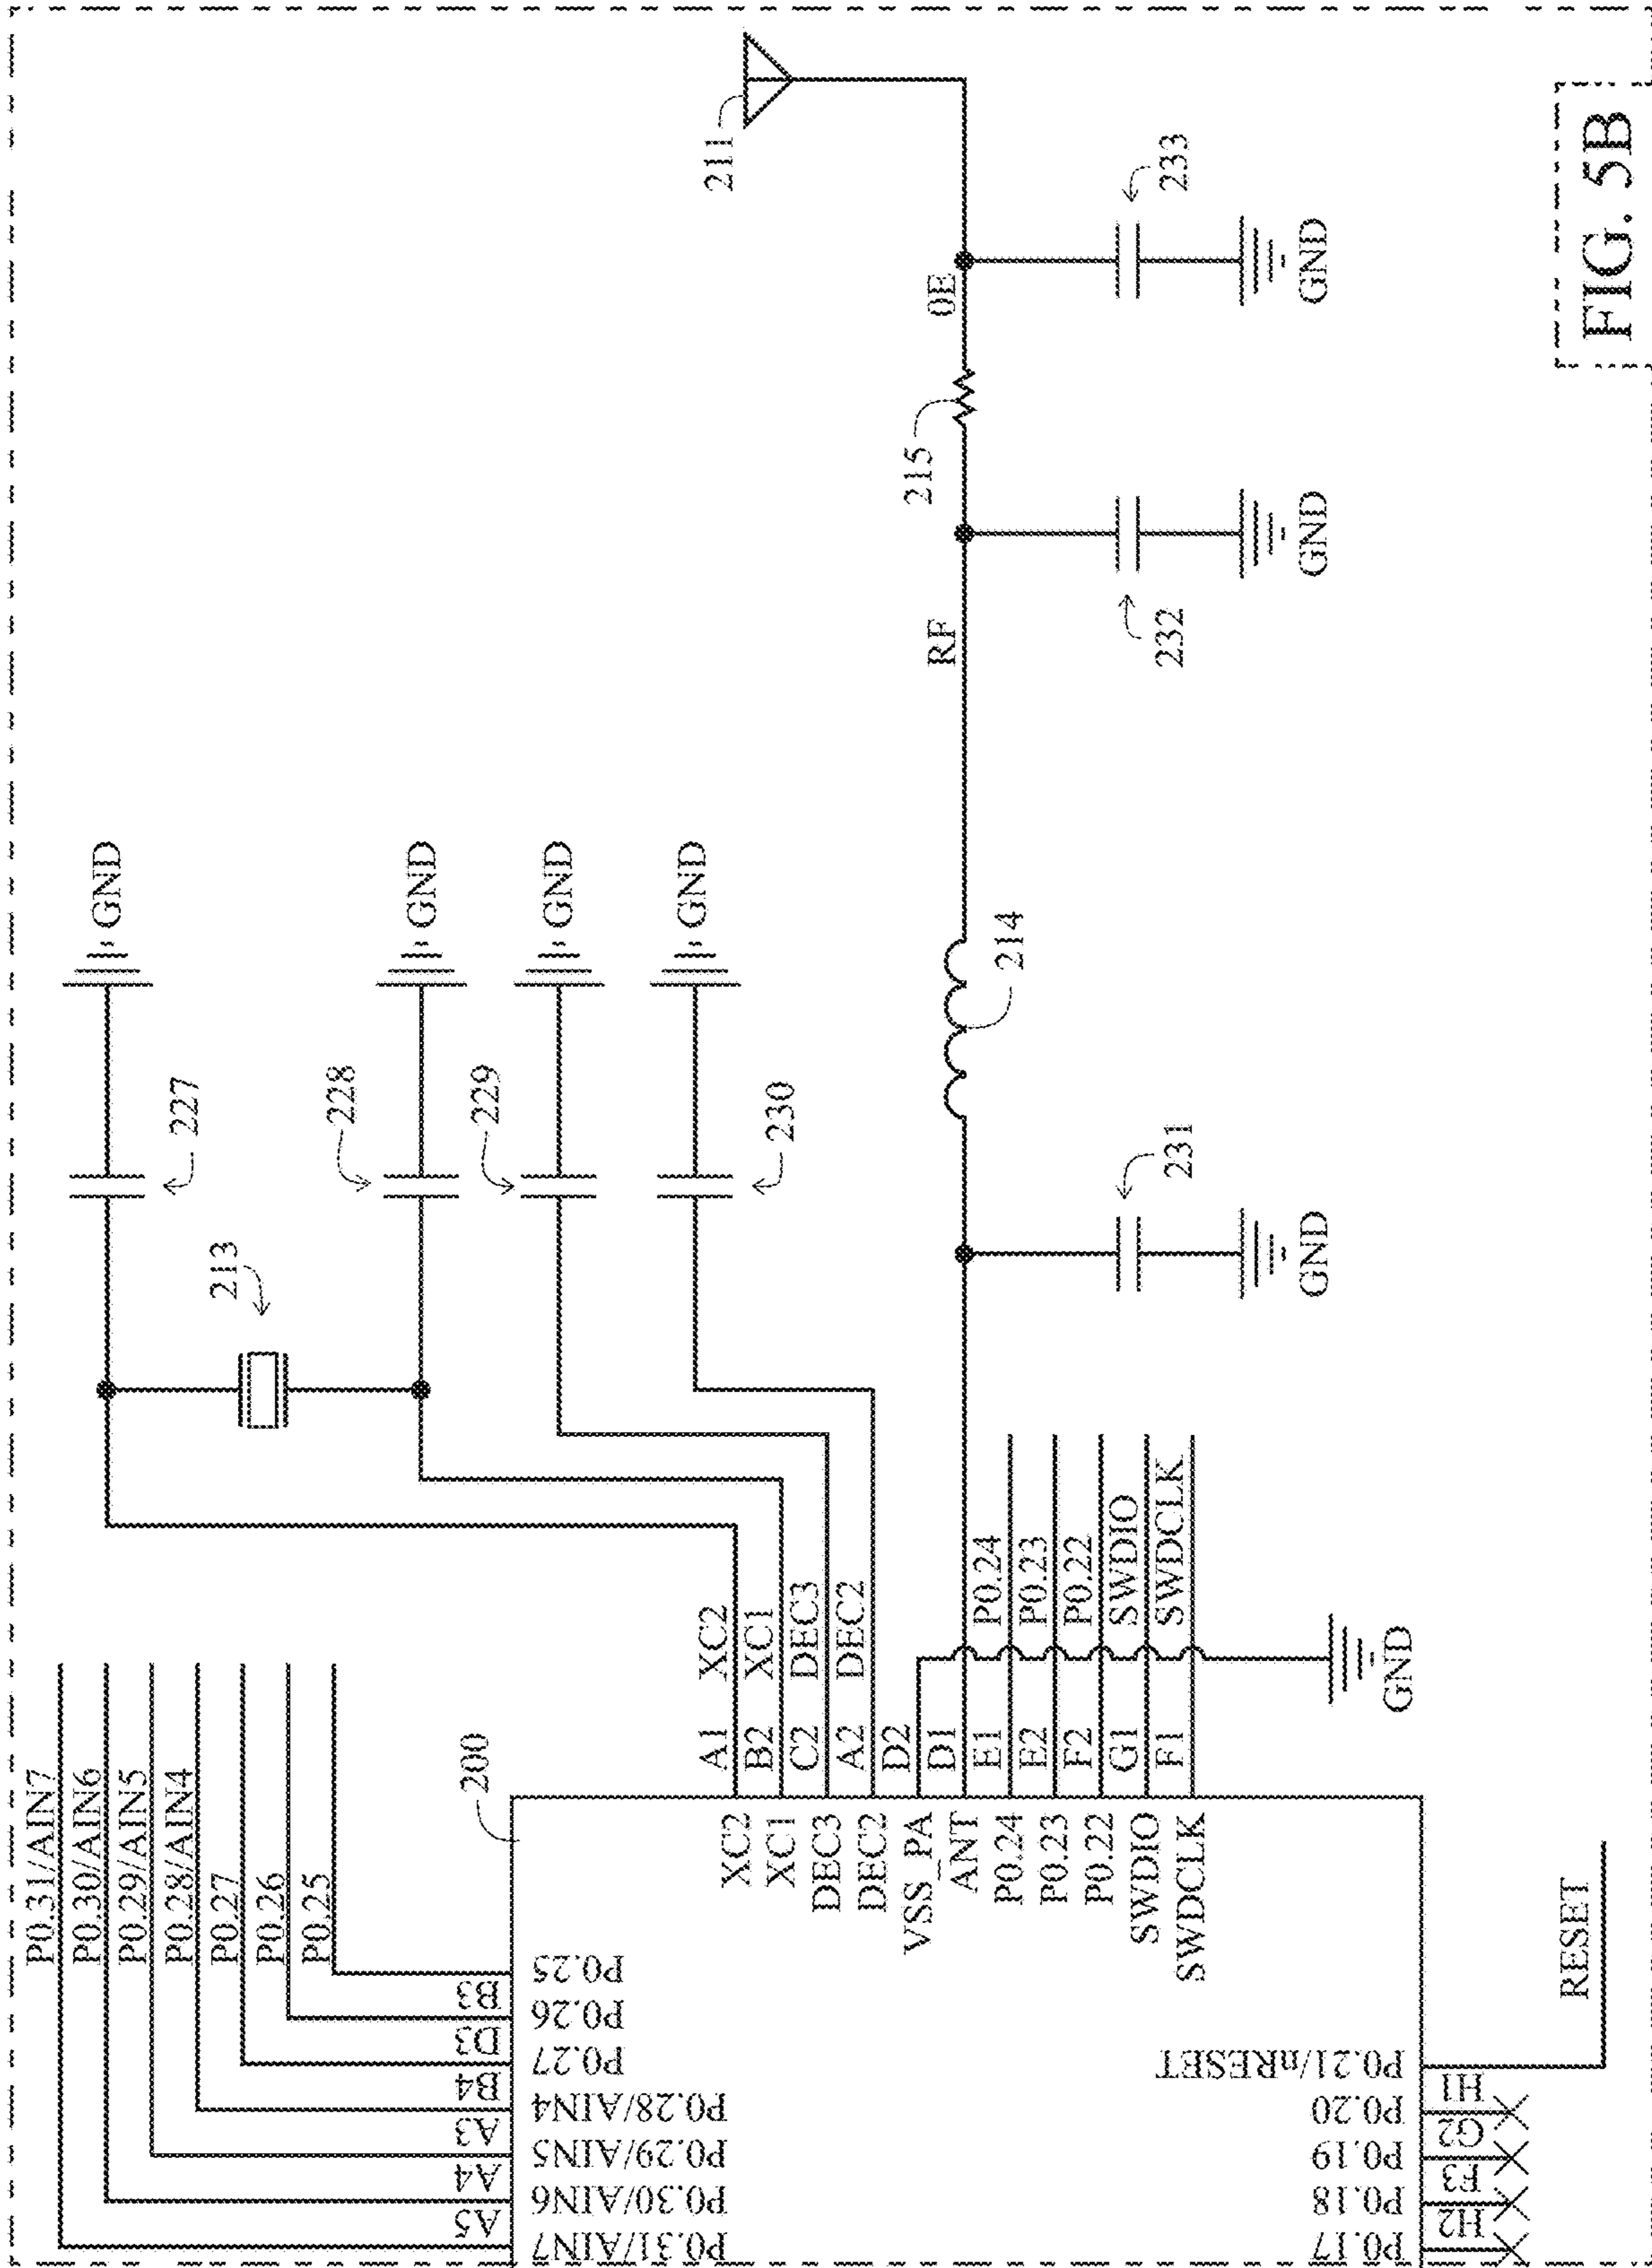 P0.31/AIN7
P0.30/AIN6
P0.29/AIN5
P0.28/AIN4
P0.27
P0.26
P0.25
GND
227
213
GND
228
GND
229
GND
230
200
A5
A4
A3
B4
D3
B3
P0.31/AIN7
P0.30/AIN6
P0.29/AIN5
P0.28/AIN4
P0.27
P0.26
P0.25
XC2 A1 XC2
XC1 B2 XC1
DEC3 C2 DEC3
DEC2 A2 DEC2
VSS_PA D2
ANT D1
P0.24 E1 P0.24
P0.23 E2 P0.23
P0.22 F2 P0.22
SWDIO G1 SWDIO
SWDCLK F1 SWDCLK
GND
231
GND
214
RF
215
0E
211
232
GND
233
GND
P0.17
P0.18
P0.19
P0.20
P0.21/nRESET
H2
F3
G2
H1
RESET
FIG. 5B